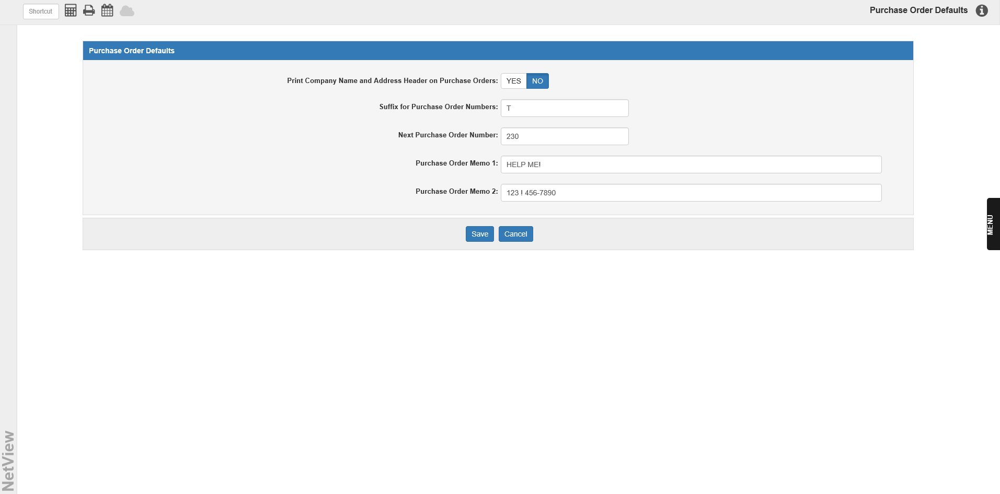 Shortcut
Purchase Order Defaults
Purchase Order Defaults
Print Company Name and Address Header on Purchase Orders: YES NO
Suffix for Purchase Order Numbers: T
Next Purchase Order Number: 230
Purchase Order Memo 1: HELP ME!
Purchase Order Memo 2: 123 ! 456-7890
Save Cancel
MENU
NetView